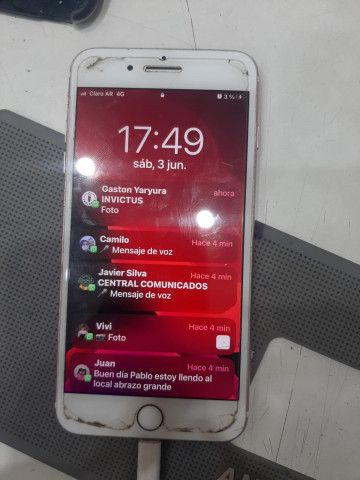 Claro AR 4G
3 %
17:49
sáb, 3 jun.
Gaston Yaryura
ahora
INVICTUS
Foto
Camilo
Hace 4 min
Mensaje de voz
Javier Silva
Hace 4 min
CENTRAL COMUNICADOS
Mensaje de voz
Vivi
Hace 4 min
Foto
Juan
Hace 4 min
Buen día Pablo estoy llendo al
local abrazo grande